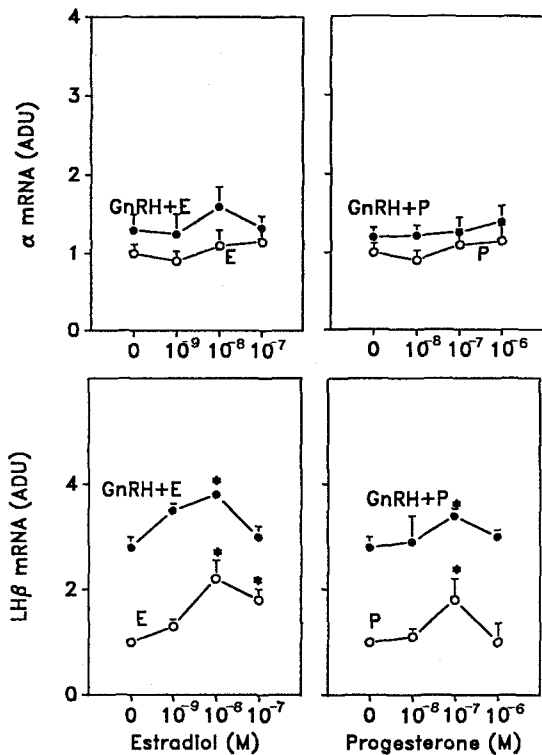 4
3
2
1
0
α mRNA (ADU)
GnRH+E
E
0 10⁻⁹ 10⁻⁸ 10⁻⁷
GnRH+P
P
0 10⁻⁸ 10⁻⁷ 10⁻⁶
4
2
0
LHβ mRNA (ADU)
GnRH+E
*
*
*
E
0 10⁻⁹ 10⁻⁸ 10⁻⁷
Estradiol (M)
GnRH+P
*
*
P
0 10⁻⁸ 10⁻⁷ 10⁻⁶
Progesterone (M)